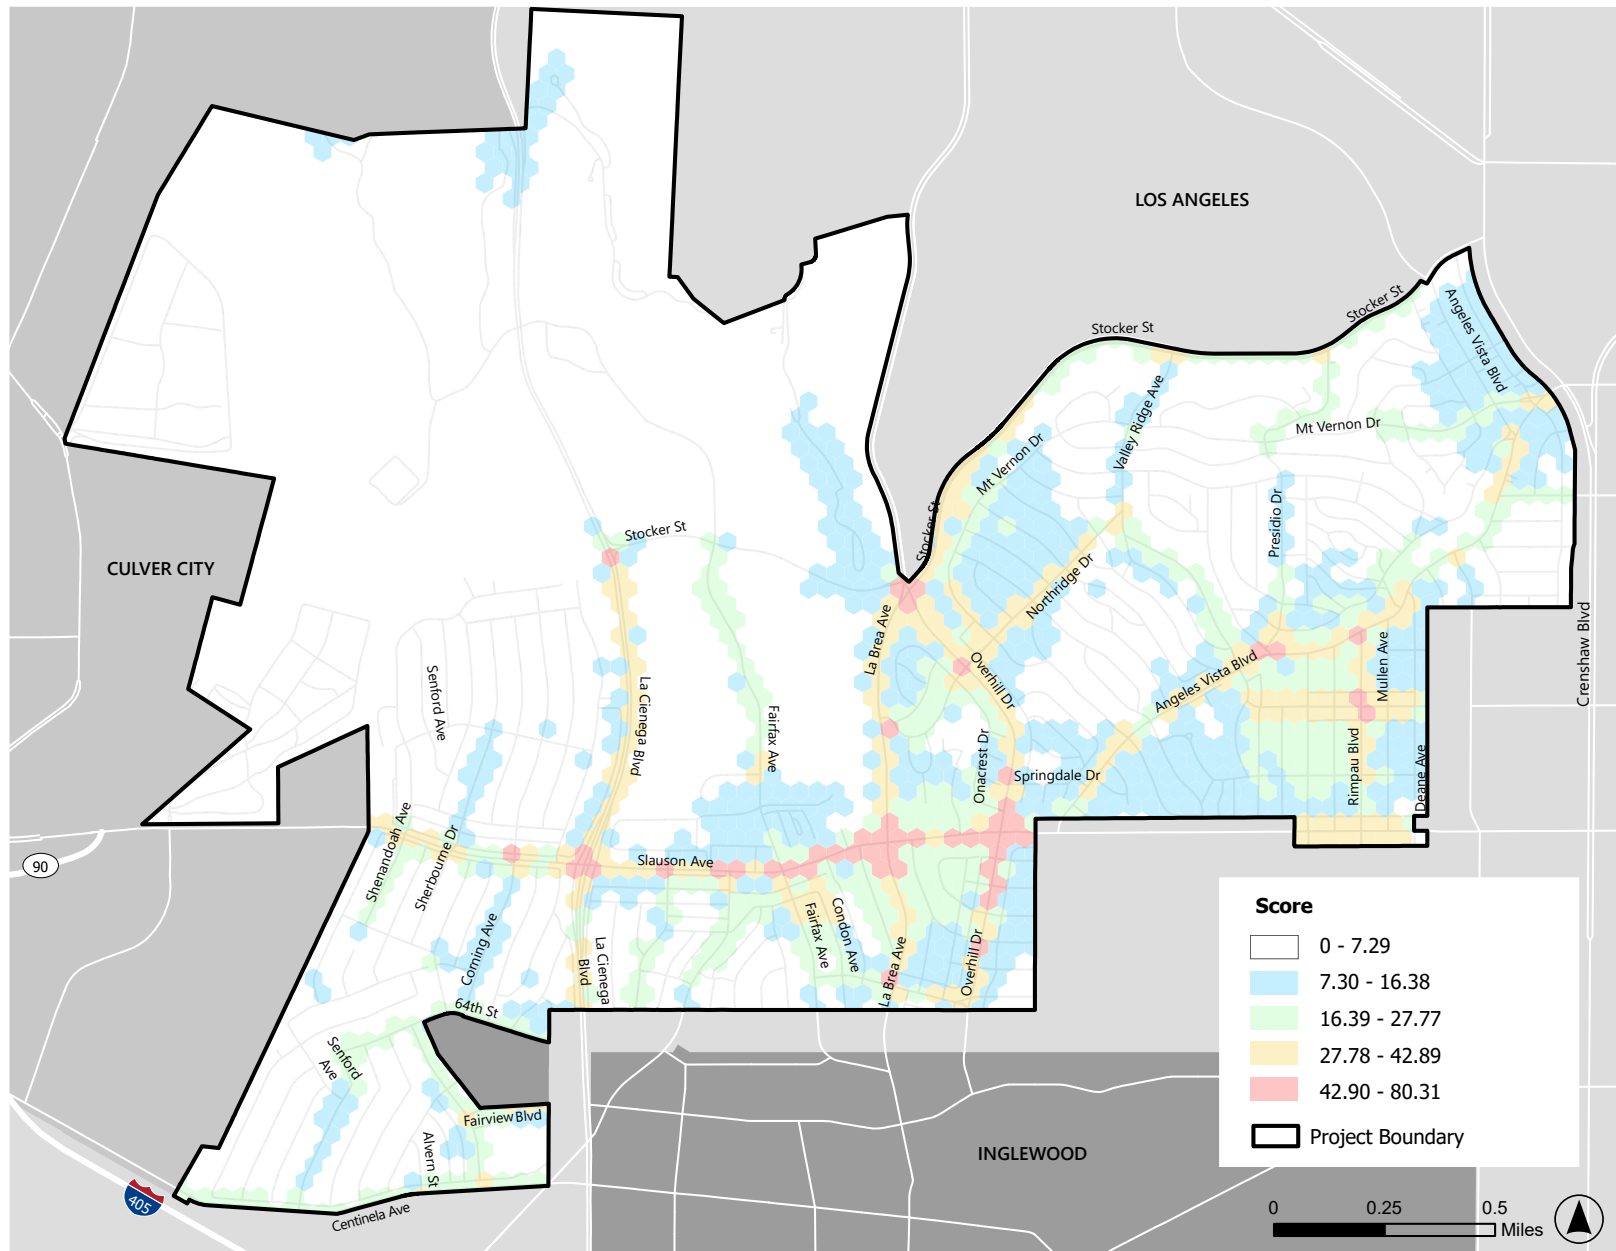 LOS ANGELES
Stocker St
Stocker St
Angeles Vista Blvd
Valley Ridge Ave
Mt Vernon Dr
Mt Vernon Dr
Stocker St
Presidio Dr
Stocker St
CULVER CITY
Northridge Dr
La Brea Ave
Overhill Dr
Angeles Vista Blvd
Mullen Ave
Crenshaw Blvd
Senford Ave
La Cienega Blvd
Fairfax Ave
Onacrest Dr
Springdale Dr
Rimpau Blvd
Deane Ave
Shenandoah Ave
Sherbourne Dr
Slauson Ave
90
Corning Ave
La Cienega
Blvd
Fairfax Ave
Condon Ave
La Brea Ave
Overhill Dr
64th St
Senford
Ave
Fairview Blvd
Alvern St
Centinela Ave
405
INGLEWOOD
Score
0 - 7.29
7.30 - 16.38
16.39 - 27.77
27.78 - 42.89
42.90 - 80.31
Project Boundary
0 0.25 0.5
Miles